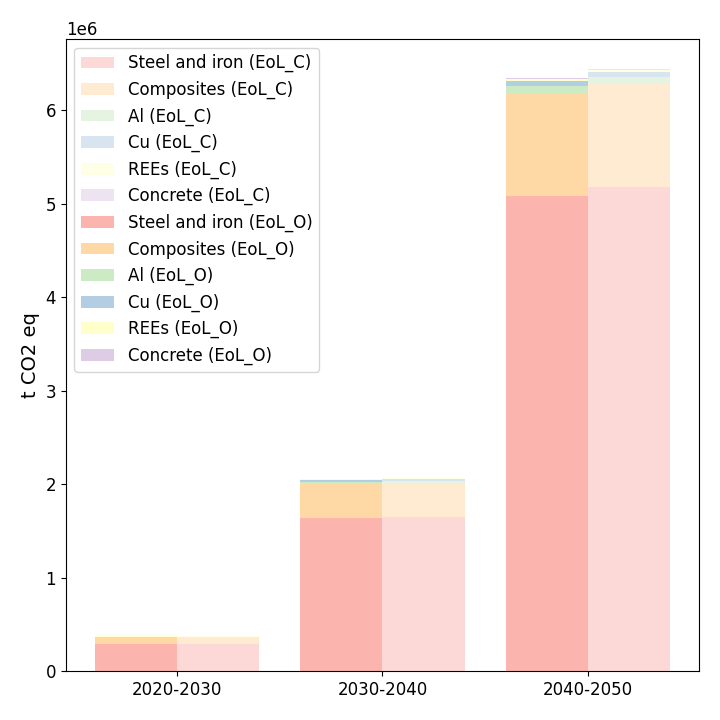 1e6
Steel and iron (EoL_C)
Composites (EoL_C)
Al (EoL_C)
Cu (EoL_C)
REEs (EoL_C)
Concrete (EoL_C)
Steel and iron (EoL_O)
Composites (EoL_O)
Al (EoL_O)
Cu (EoL_O)
REEs (EoL_O)
Concrete (EoL_O)
t CO2 eq
6
5
4
3
2
1
0
2020-2030
2030-2040
2040-2050